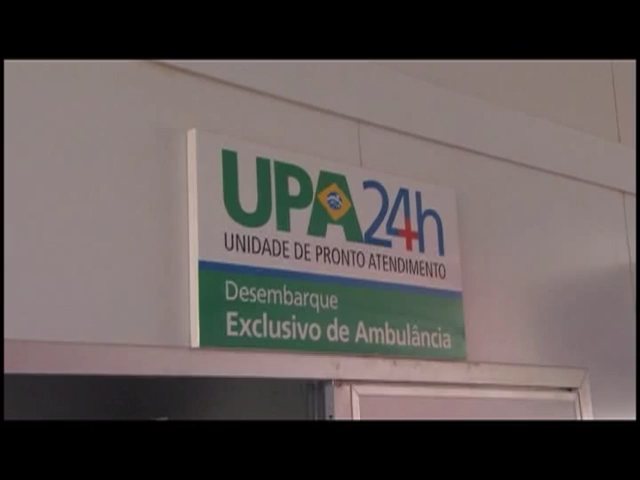 UPA24h
UNIDADE DE PRONTO ATENDIMENTO
Desembarque
Exclusivo de Ambulância